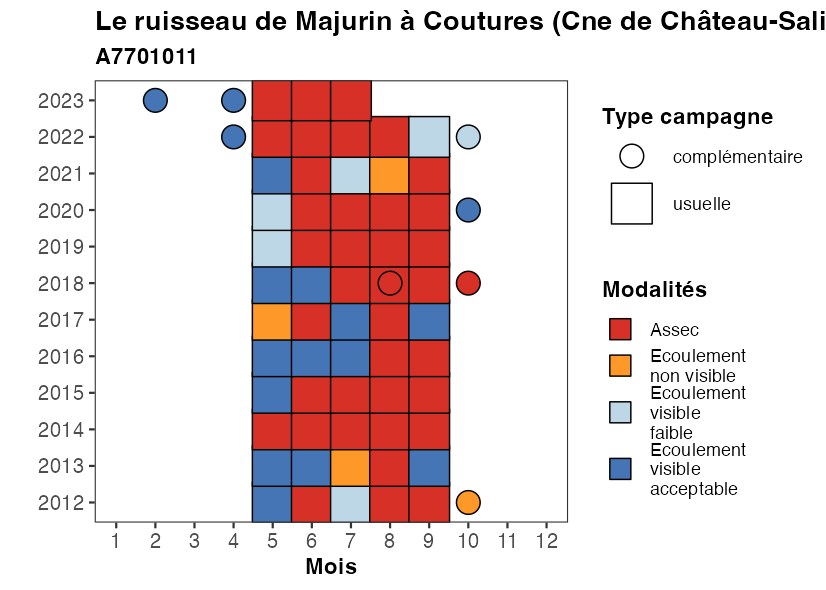 Le ruisseau de Majurin à Coutures (Cne de Château-Sali
A7701011
2023
2022
2021
2020
2019
2018
2017
2016
2015
2014
2013
2012
1 2 3 4 5 6 7 8 9 10 11 12
Mois
Type campagne
complémentaire
usuelle
Modalités
Assec
Ecoulement
non visible
Ecoulement
visible
faible
Ecoulement
visible
acceptable